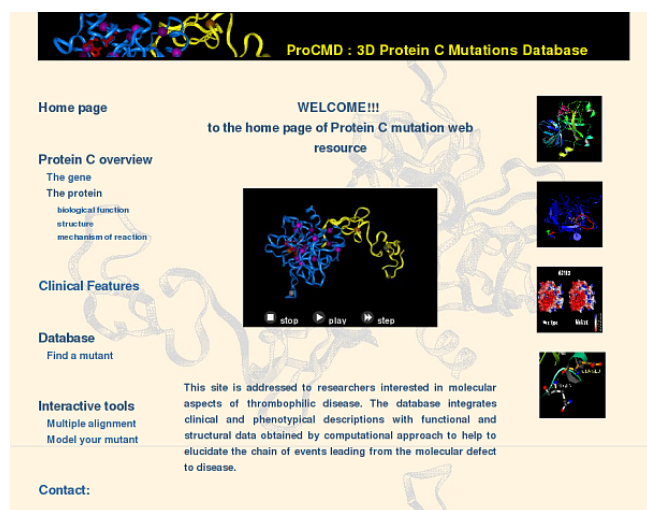 ProCMD : 3D Protein C Mutations Database
Home page
WELCOME!!!
to the home page of Protein C mutation web
resource
Protein C overview
The gene
The protein
biological function
structure
mechanism of reaction
Clinical Features
Database
Find a mutant
Interactive tools
Multiple alignment
Model your mutant
Contact:
stop play step
This site is addressed to researchers interested in molecular
aspects of thrombophilic disease. The database integrates
clinical and phenotypical descriptions with functional and
structural data obtained by computational approach to help to
elucidate the chain of events leading from the molecular defect
to disease.